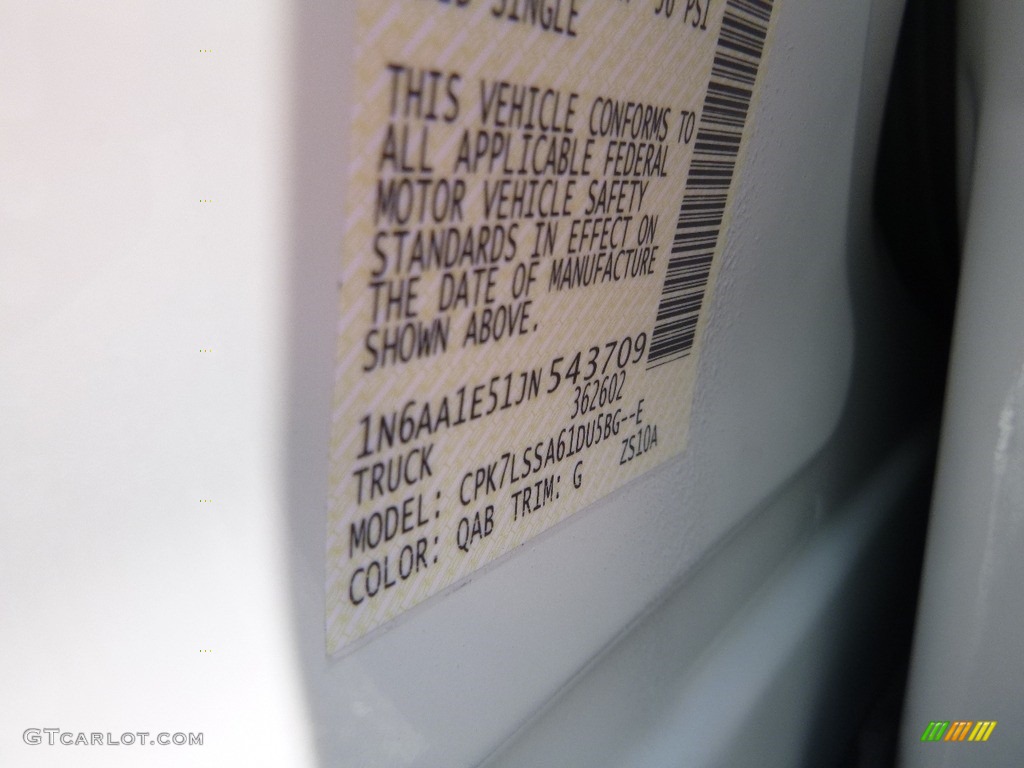 SINGLE
PSI
THIS VEHICLE CONFORMS TO
ALL APPLICABLE FEDERAL
MOTOR VEHICLE SAFETY
STANDARDS IN EFFECT ON
THE DATE OF MANUFACTURE
SHOWN ABOVE.
1N6AA1E51JN543709
TRUCK 362602
MODEL: CPK7LSSA61DU5BG--E
COLOR: QAB TRIM: G ZS10A
GTCARLOT.COM